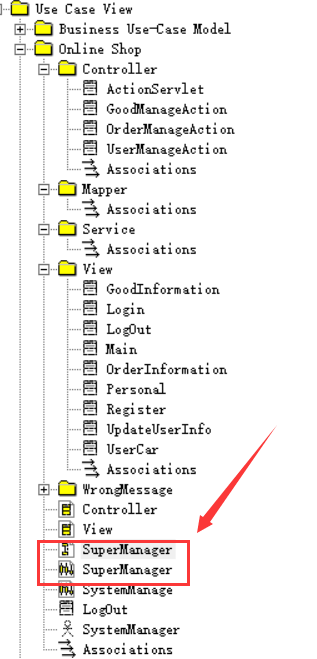 Use Case View
Business Use-Case Model
Online Shop
Controller
ActionServlet
GoodManageAction
OrderManageAction
UserManageAction
Associations
Mapper
Associations
Service
Associations
View
GoodInformation
Login
LogOut
Main
OrderInformation
Personal
Register
UpdateUserInfo
UserCar
Associations
WrongMessage
Controller
View
SuperManager
SuperManager
SystemManage
LogOut
SystemManager
Associations